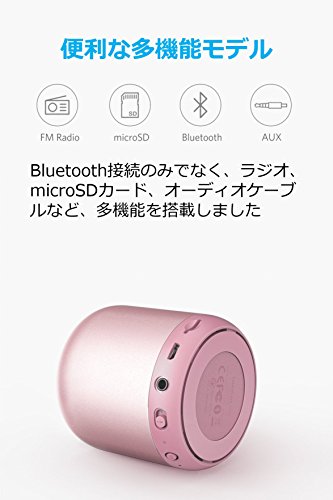 便利な多機能モデル
SD
FM Radio
microSD
Bluetooth
AUX
Bluetooth接続のみでなく、ラジオ、
microSDカード、オーディオケーブ
ルなど、多機能を搭載しました